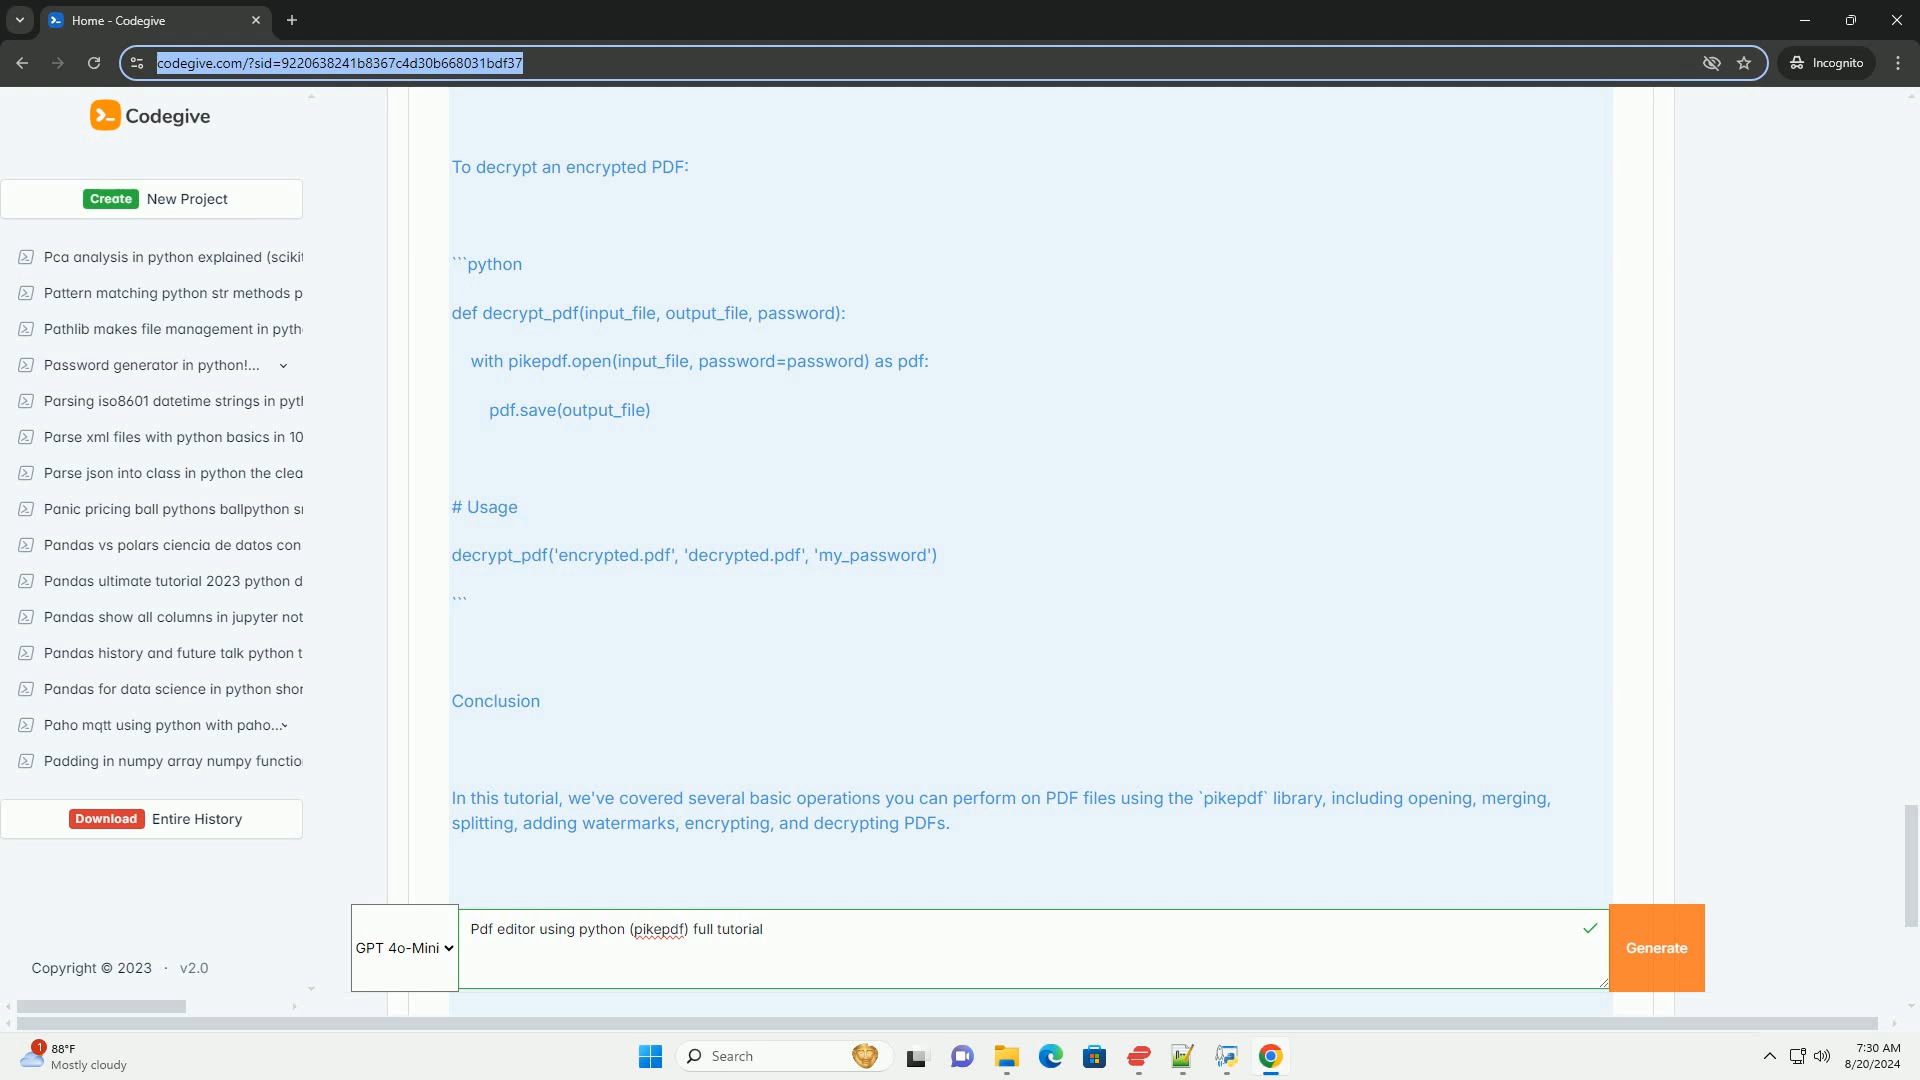 Home - Codegive
codegive.com/?sid=9220638241b8367c4d30b668031bdf37
Incognito
Codegive
Create New Project
Pca analysis in python explained (scikit
Pattern matching python str methods p
Pathlib makes file management in pyth
Password generator in python!...
Parsing iso8601 datetime strings in pyt
Parse xml files with python basics in 10
Parse json into class in python the clea
Panic pricing ball pythons ballpython s
Pandas vs polars ciencia de datos con
Pandas ultimate tutorial 2023 python d
Pandas show all columns in jupyter not
Pandas history and future talk python t
Pandas for data science in python shor
Paho mqtt using python with paho...
Padding in numpy array numpy functio
Download Entire History
Copyright © 2023 · v2.0
To decrypt an encrypted PDF:
```python
def decrypt_pdf(input_file, output_file, password):
with pikepdf.open(input_file, password=password) as pdf:
pdf.save(output_file)
# Usage
decrypt_pdf('encrypted.pdf', 'decrypted.pdf', 'my_password')
```
Conclusion
In this tutorial, we've covered several basic operations you can perform on PDF files using the `pikepdf` library, including opening, merging,
splitting, adding watermarks, encrypting, and decrypting PDFs.
GPT 4o-Mini
Pdf editor using python (pikepdf) full tutorial
Generate
1
88°F
Mostly cloudy
Search
7:30 AM
8/20/2024